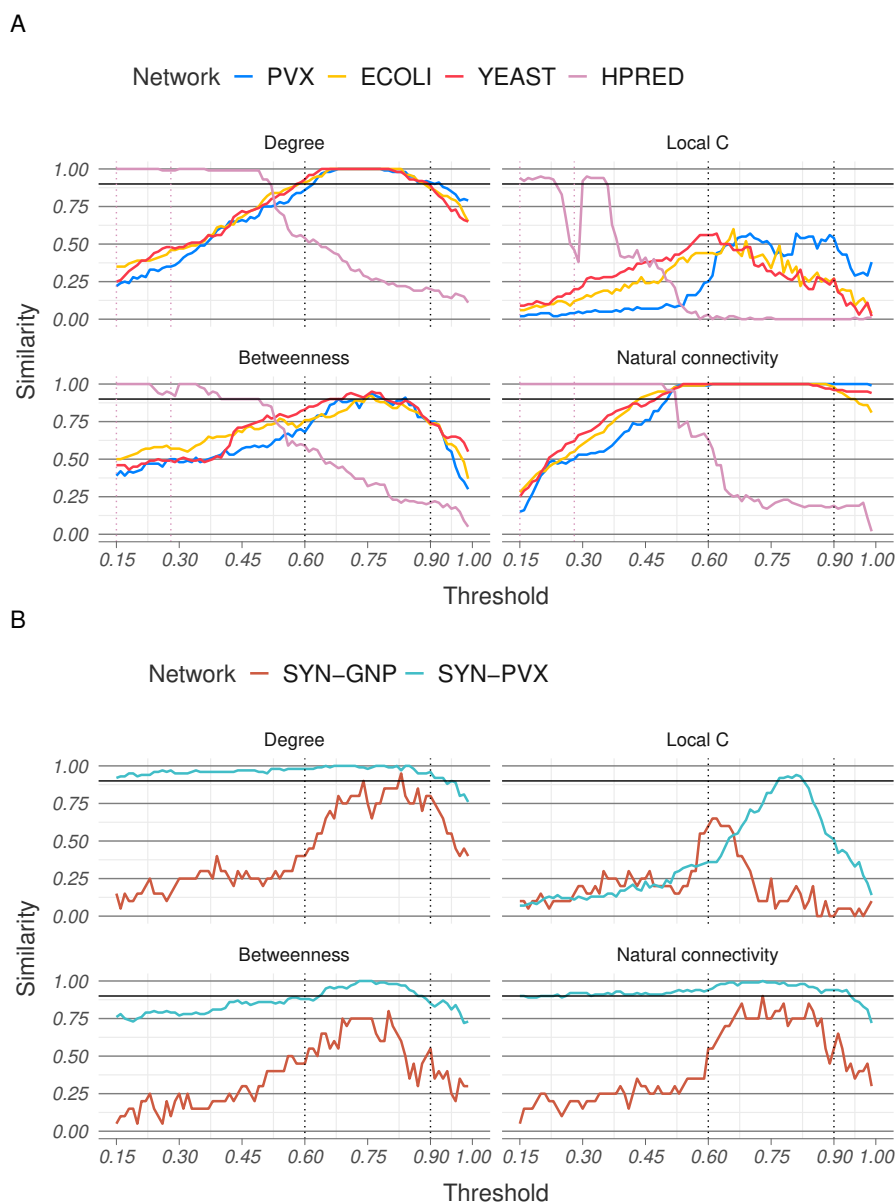 A
Network PVX ECOLI YEAST HPRED
Degree Local C
1.00
0.75
0.50
0.25
0.00
Betweenness Natural connectivity
1.00
0.75
0.50
0.25
0.00
Similarity
0.15 0.30 0.45 0.60 0.75 0.90 1.00 0.15 0.30 0.45 0.60 0.75 0.90 1.00
Threshold
B
Network SYN−GNP SYN−PVX
Degree Local C
1.00
0.75
0.50
0.25
0.00
Betweenness Natural connectivity
1.00
0.75
0.50
0.25
0.00
Similarity
0.15 0.30 0.45 0.60 0.75 0.90 1.00 0.15 0.30 0.45 0.60 0.75 0.90 1.00
Threshold